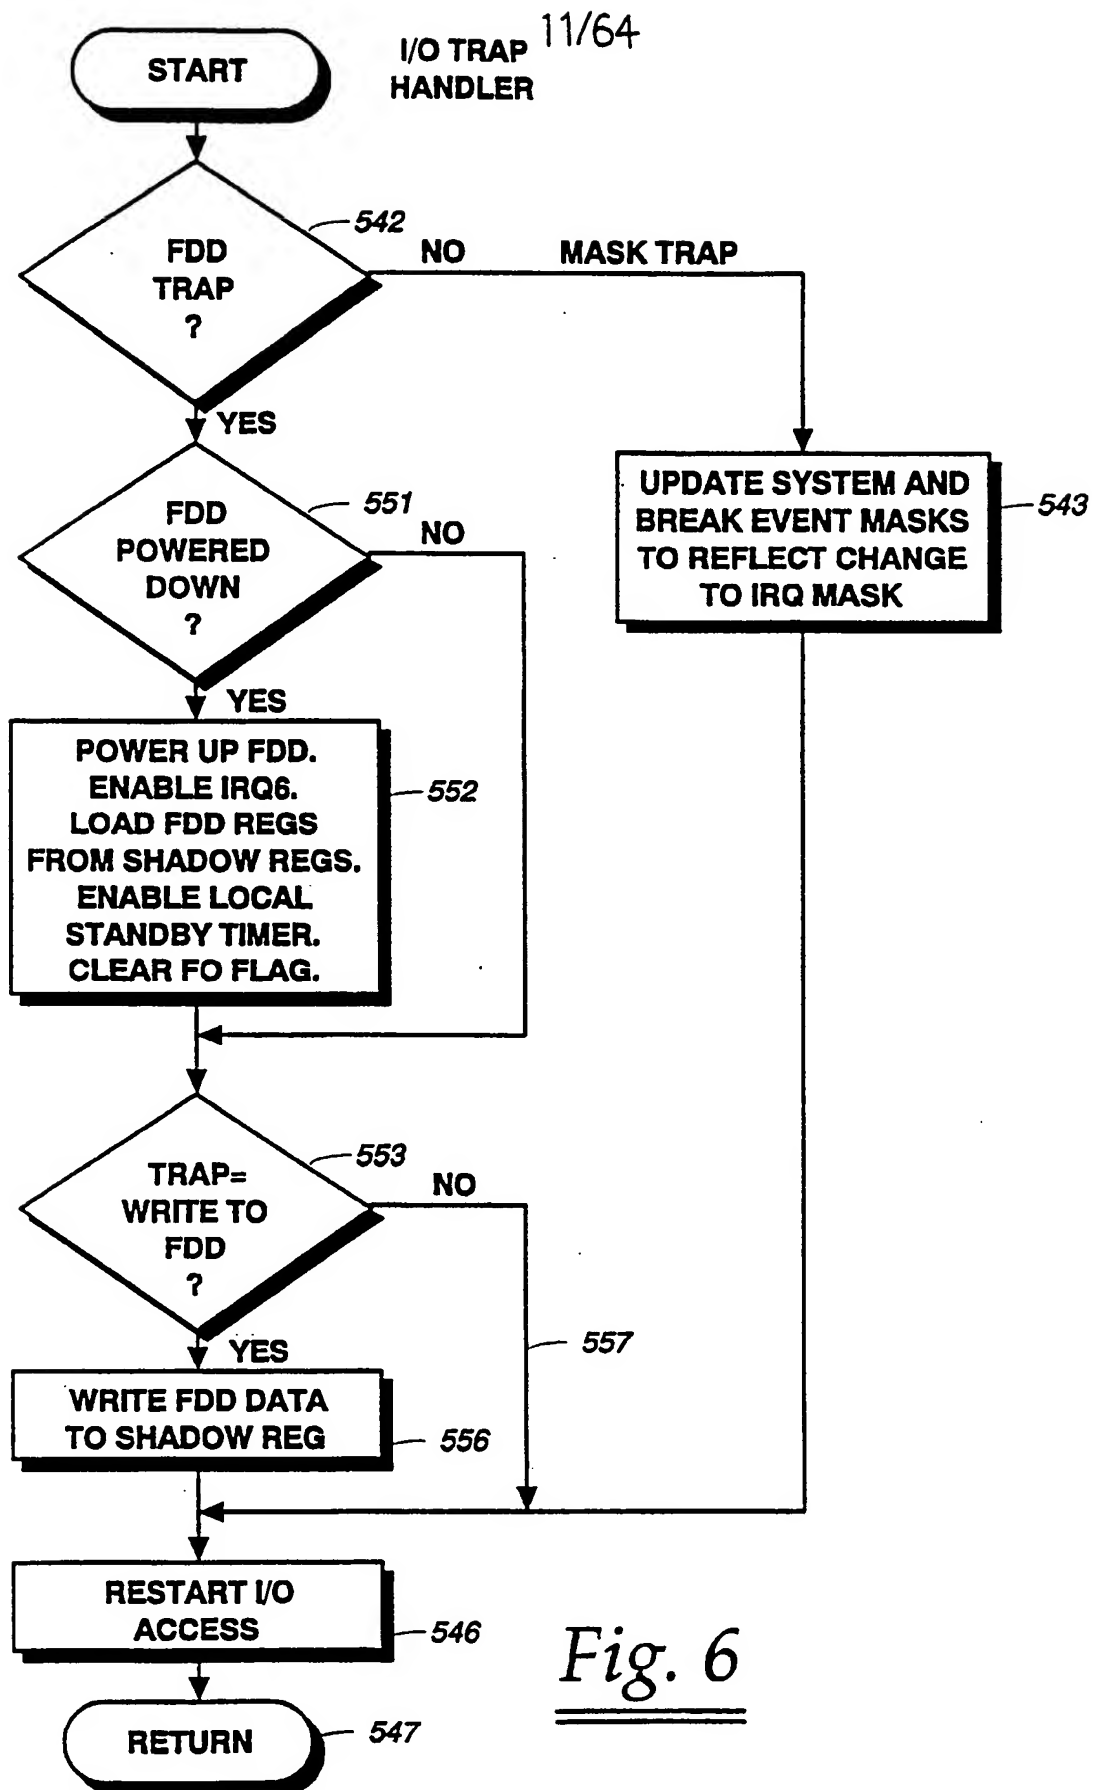 11/64
START
I/O TRAP
HANDLER
542
FDD
TRAP
?
NO
MASK TRAP
YES
551
FDD
POWERED
DOWN
?
NO
UPDATE SYSTEM AND
BREAK EVENT MASKS
TO REFLECT CHANGE
TO IRQ MASK
543
YES
POWER UP FDD.
ENABLE IRQ6.
LOAD FDD REGS
FROM SHADOW REGS.
ENABLE LOCAL
STANDBY TIMER.
CLEAR FO FLAG.
552
553
TRAP=
WRITE TO
FDD
?
NO
557
YES
WRITE FDD DATA
TO SHADOW REG
556
RESTART I/O
ACCESS
546
RETURN
547
Fig. 6